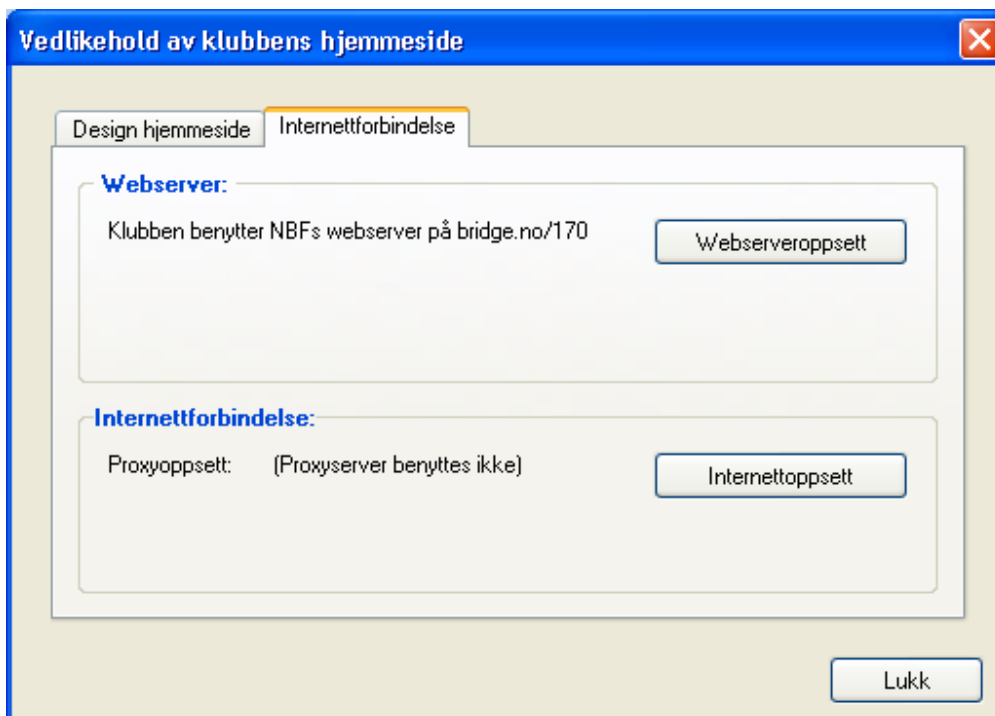 Vedlikehold av klubbens hjemmeside
Design hjemmeside Internettforbindelse
Webserver:
Klubben benytter NBFs webserver på bridge.no/170 Webserveroppsett
Internettforbindelse:
Proxyoppsett: (Proxyserver benyttes ikke) Internettoppsett
Lukk